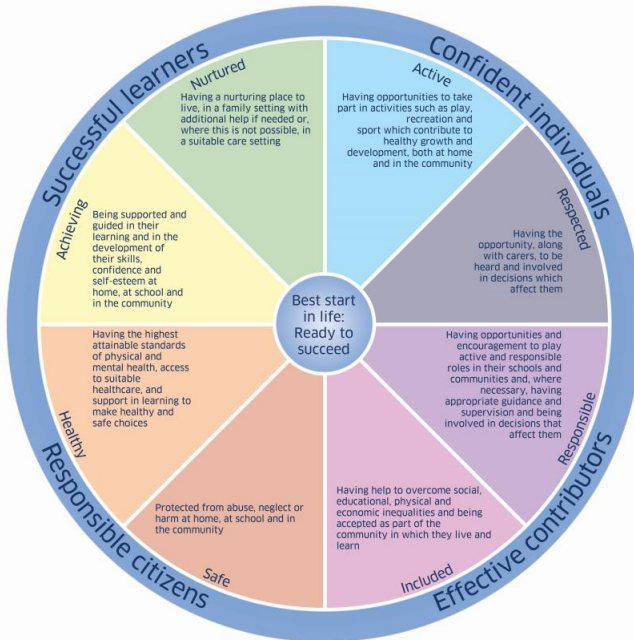 Successful learners
Confident individuals
Nurtured
Having a nurturing place to
live, in a family setting with
additional help if needed or,
where this is not possible, in
a suitable care setting
Active
Having opportunities to take
part in activities such as play,
recreation and
sport which contribute to
healthy growth and
development, both at home
and in the community
Achieving
Being supported and
guided in their
learning and in the
development of
their skills,
confidence and
self-esteem at
home, at school and
in the community
Respected
Having the
opportunity, along
with carers, to be
heard and involved
in decisions which
affect them
Best start
in life:
Ready to
succeed
Healthy
Having the highest
attainable standards
of physical and
mental health, access
to suitable
healthcare, and
support in learning to
make healthy and
safe choices
Responsible
Having opportunities and
encouragement to play
active and responsible
roles in their schools and
communities and, where
necessary, having
appropriate guidance and
supervision and being
involved in decisions that
affect them
Protected from abuse, neglect or
harm at home, at school and in
the community
Safe
Having help to overcome social,
educational, physical and
economic inequalities and being
accepted as part of the
community in which they live and
learn
Included
Responsible citizens
Effective contributors